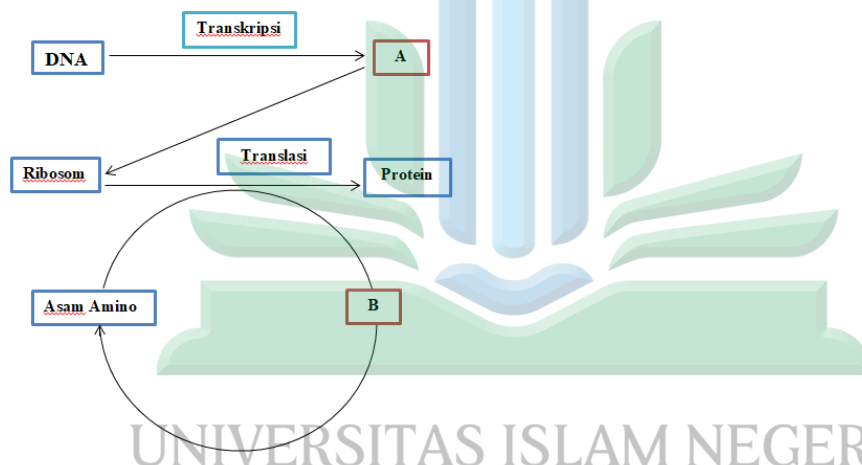 Transkripsi
DNA
A
Translasi
Ribosom
Protein
Asam Amino
B
UNIVERSITAS ISLAM NEGER